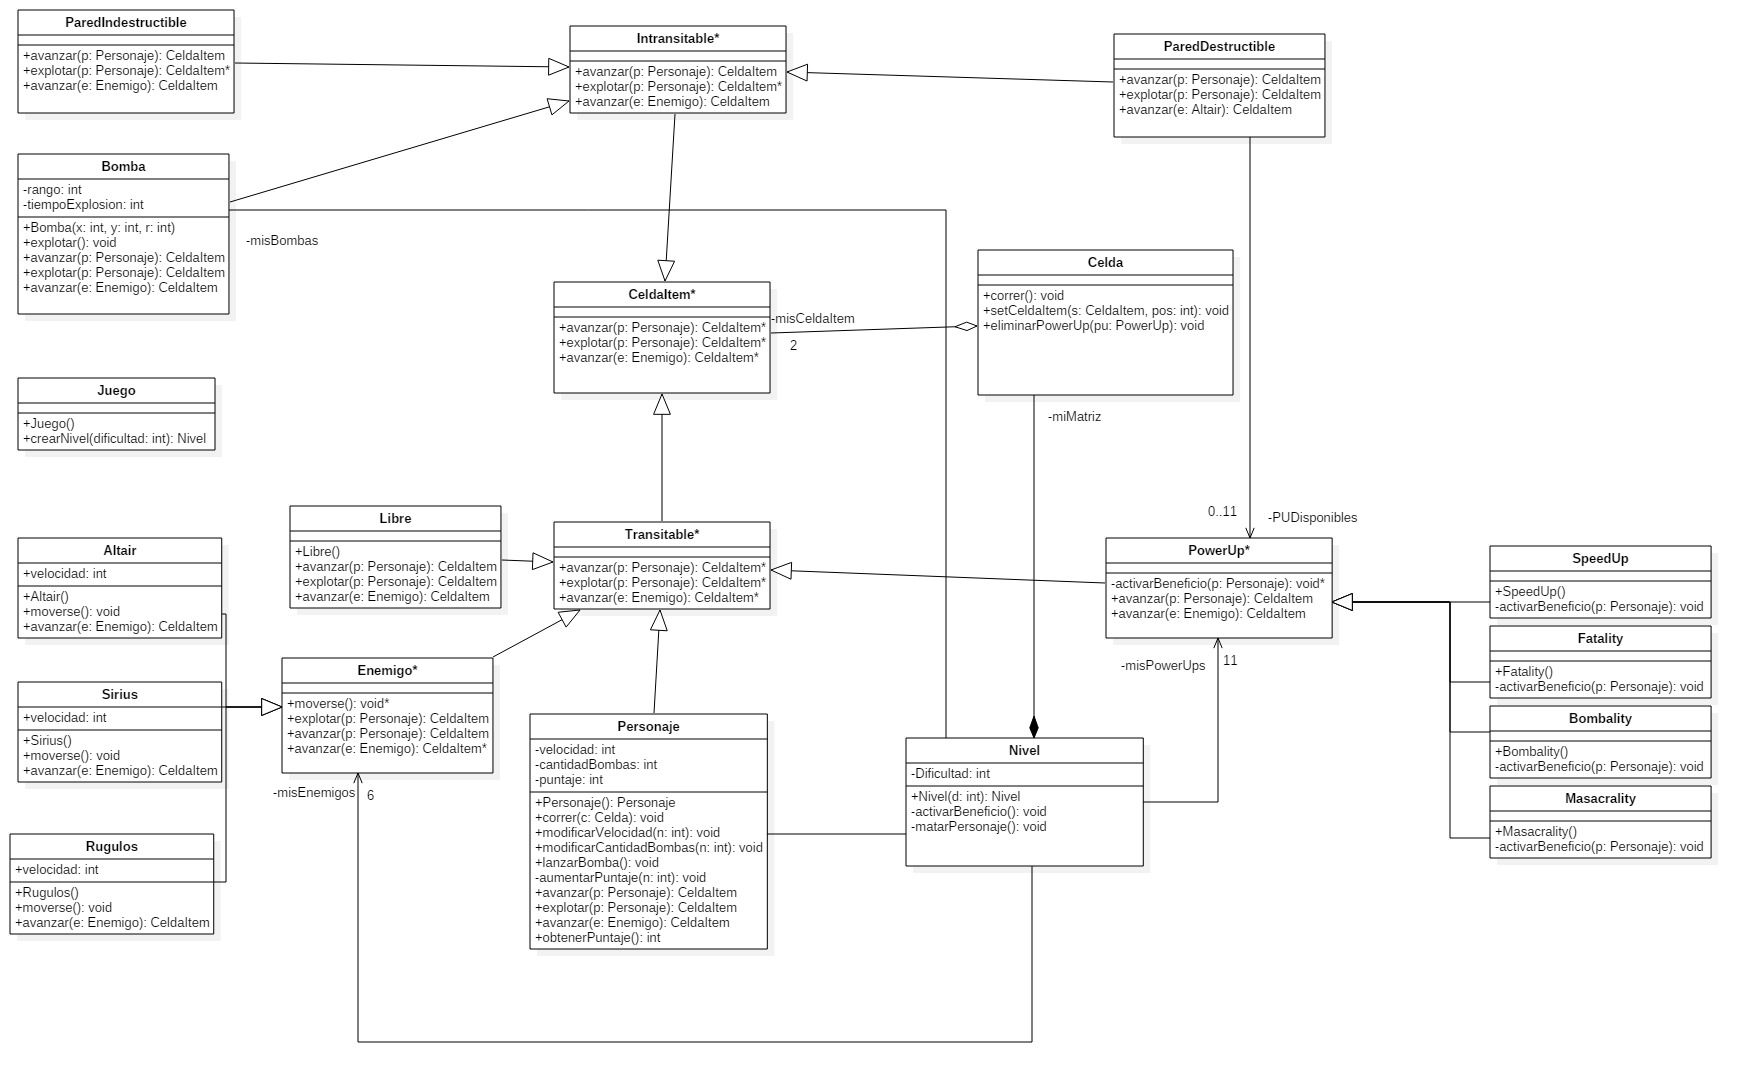 ParedIndestructible
+avanzar(p: Personaje): CeldaItem
+explotar(p: Personaje): CeldaItem*
+avanzar(e: Enemigo): CeldaItem
Intransitable*
+avanzar(p: Personaje): CeldaItem
+explotar(p: Personaje): CeldaItem*
+avanzar(e: Enemigo): CeldaItem
ParedDestructible
+avanzar(p: Personaje): CeldaItem
+explotar(p: Personaje): CeldaItem
+avanzar(e: Altair): CeldaItem
Bomba
-rango: int
-tiempoExplosion: int
+Bomba(x: int, y: int, r: int)
+explotar(): void
+avanzar(p: Personaje): CeldaItem
+explotar(p: Personaje): CeldaItem
+avanzar(e: Enemigo): CeldaItem
-misBombas
CeldaItem*
+avanzar(p: Personaje): CeldaItem*
+explotar(p: Personaje): CeldaItem*
+avanzar(e: Enemigo): CeldaItem*
-misCeldaItem
2
Celda
+correr(): void
+setCeldaItem(s: CeldaItem, pos: int): void
+eliminarPowerUp(pu: PowerUp): void
-miMatriz
Juego
+Juego()
+crearNivel(dificultad: int): Nivel
0..11
-PUDisponibles
Libre
+Libre()
+avanzar(p: Personaje): CeldaItem
+explotar(p: Personaje): CeldaItem
+avanzar(e: Enemigo): CeldaItem
Transitable*
+avanzar(p: Personaje): CeldaItem*
+explotar(p: Personaje): CeldaItem*
+avanzar(e: Enemigo): CeldaItem*
PowerUp*
-activarBeneficio(p: Personaje): void*
+avanzar(p: Personaje): CeldaItem
+avanzar(e: Enemigo): CeldaItem
-misPowerUps
11
SpeedUp
+SpeedUp()
-activarBeneficio(p: Personaje): void
Fatality
+Fatality()
-activarBeneficio(p: Personaje): void
Bombality
+Bombality()
-activarBeneficio(p: Personaje): void
Masacrality
+Masacrality()
-activarBeneficio(p: Personaje): void
Altair
+velocidad: int
+Altair()
+moverse(): void
+avanzar(e: Enemigo): CeldaItem
Sirius
+velocidad: int
+Sirius()
+moverse(): void
+avanzar(e: Enemigo): CeldaItem
Rugulos
+velocidad: int
+Rugulos()
+moverse(): void
+avanzar(e: Enemigo): CeldaItem
Enemigo*
+moverse(): void*
+explotar(p: Personaje): CeldaItem
+avanzar(p: Personaje): CeldaItem
+avanzar(e: Enemigo): CeldaItem*
-misEnemigos
6
Personaje
-velocidad: int
-cantidadBombas: int
-puntaje: int
+Personaje(): Personaje
+correr(c: Celda): void
+modificarVelocidad(n: int): void
+modificarCantidadBombas(n: int): void
+lanzarBomba(): void
-aumentarPuntaje(n: int): void
+avanzar(p: Personaje): CeldaItem
+explotar(p: Personaje): CeldaItem
+avanzar(e: Enemigo): CeldaItem
+obtenerPuntaje(): int
Nivel
-Dificultad: int
+Nivel(d: int): Nivel
-activarBeneficio(): void
-matarPersonaje(): void